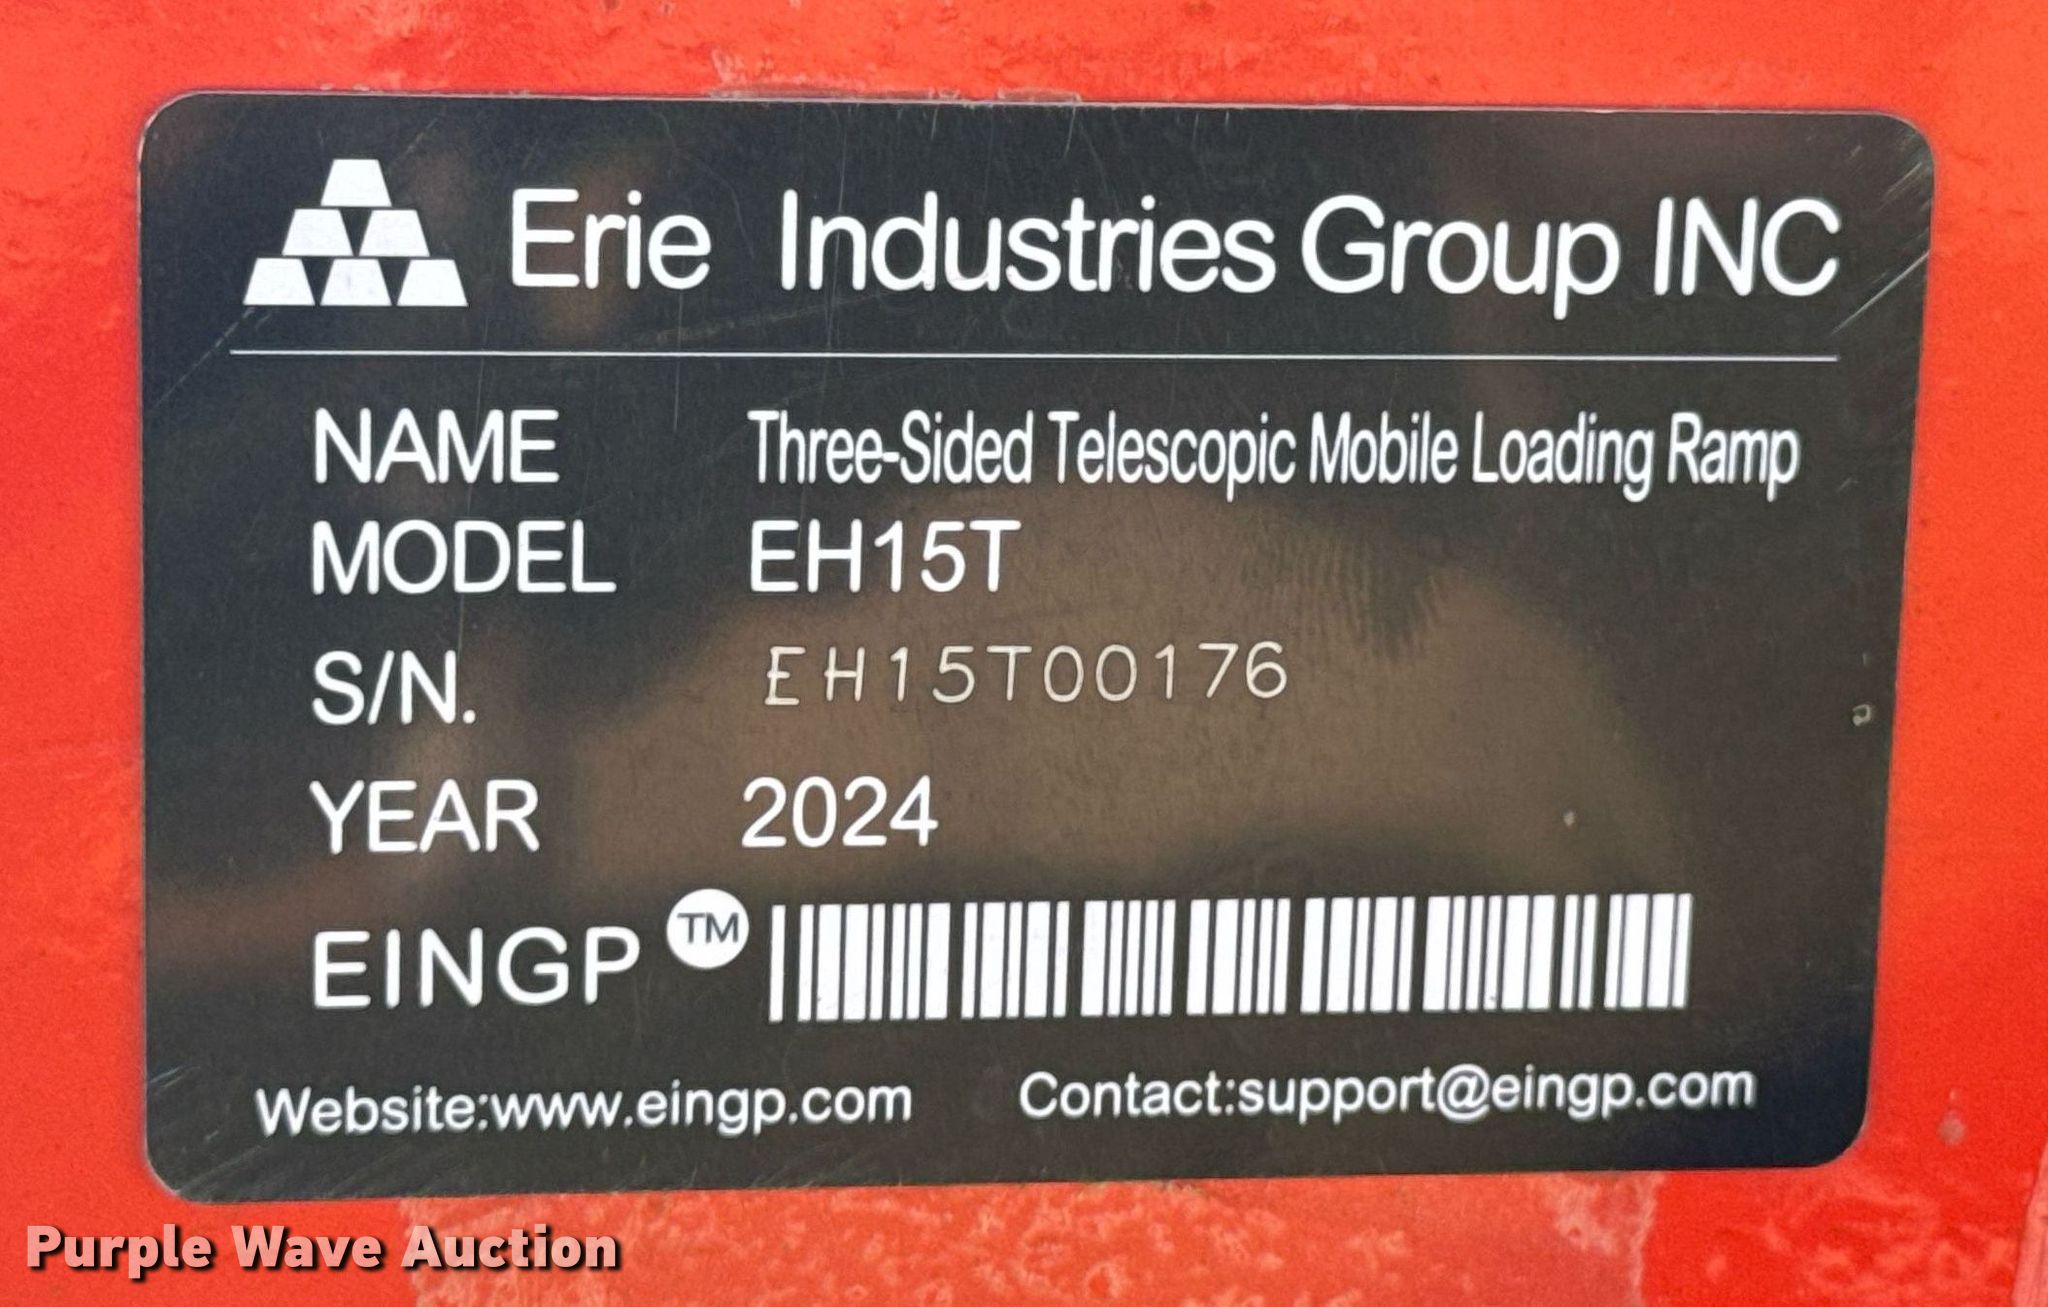 Erie Industries Group INC
NAME Three-Sided Telescopic Mobile Loading Ramp
MODEL EH15T
S/N. EH15T00176
YEAR 2024
EINGP TM
Website:www.eingp.com Contact:support@eingp.com
Purple Wave Auction